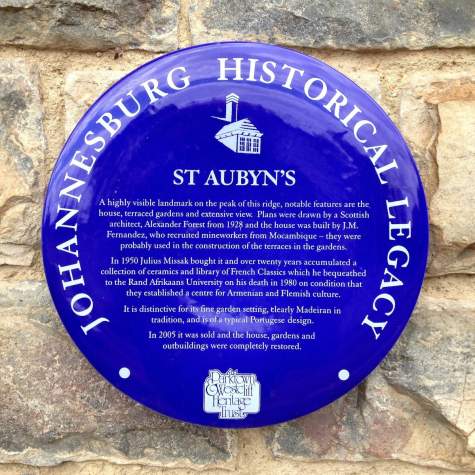 JOHANNESBURG HISTORICAL LEGACY
ST AUBYN'S
A highly visible landmark on the peak of this ridge, notable features are the
house, terraced gardens and extensive view. Plans were drawn by a Scottish
architect, Alexander Forest from 1928 and the house was built by J.M.
Fernandez, who recruited mineworkers from Mocambique – they were
probably used in the construction of the terraces in the gardens.
In 1950 Julius Missak bought it and over twenty years accumulated a
collection of ceramics and library of French Classics which he bequeathed
to the Rand Afrikaans University on his death in 1980 on condition that
they established a centre for Armenian and Flemish culture.
It is distinctive for its fine garden setting, clearly Madeiran in
tradition, and is of a typical Portugese design.
In 2005 it was sold and the house, gardens and
outbuildings were completely restored.
The
Parktown
& Westcliff
Heritage
Trust